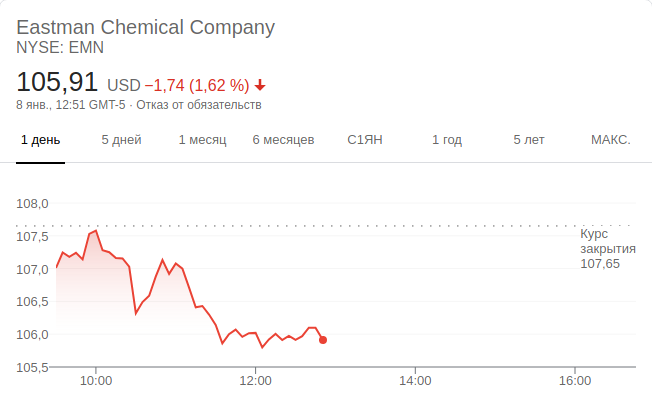 Eastman Chemical Company
NYSE: EMN
105,91 USD −1,74 (1,62 %)
8 янв., 12:51 GMT-5 · Отказ от обязательств
1 день 5 дней 1 месяц 6 месяцев С1ЯН 1 год 5 лет МАКС.
108,0
107,5
Курс
закрытия
107,65
107,0
106,5
106,0
105,5
10:00 12:00 14:00 16:00